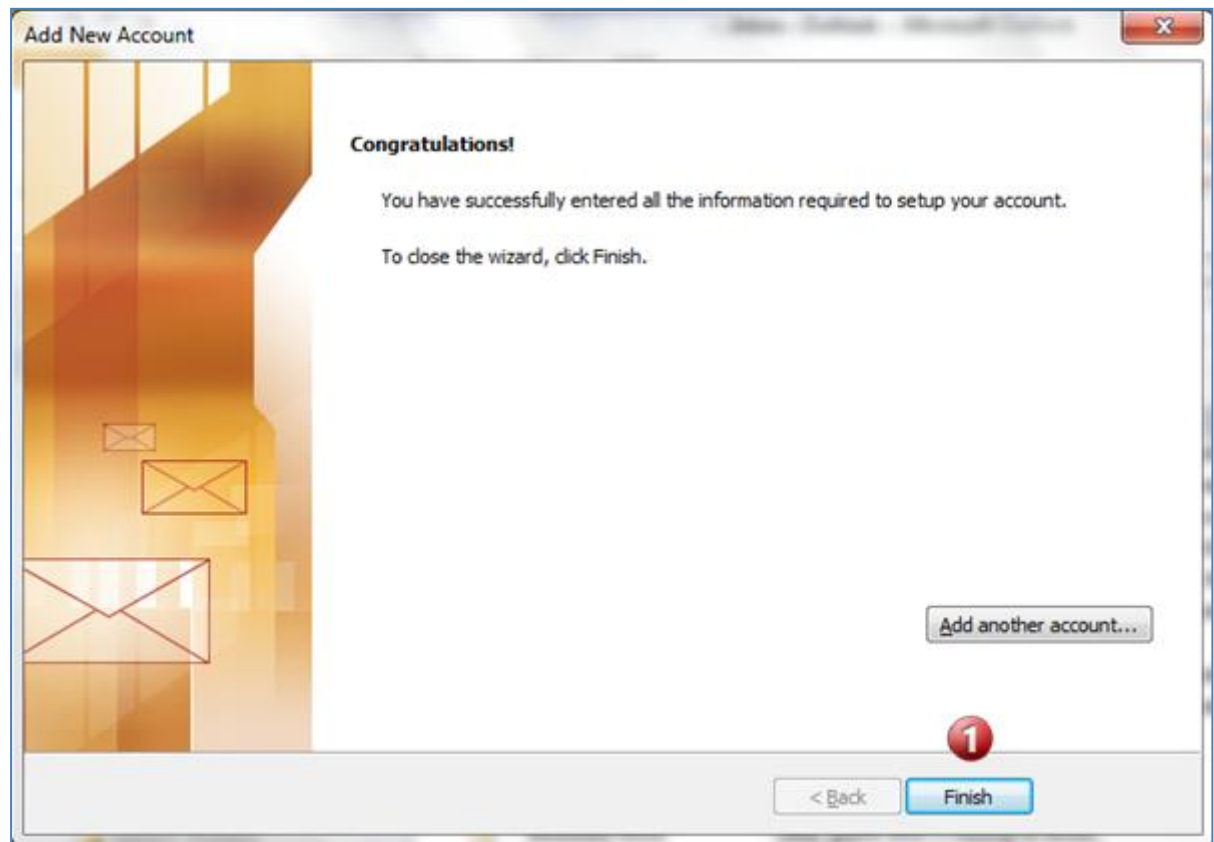 Add New Account
Congratulations!
You have successfully entered all the information required to setup your account.
To close the wizard, click Finish.
Add another account...
1
< Back
Finish